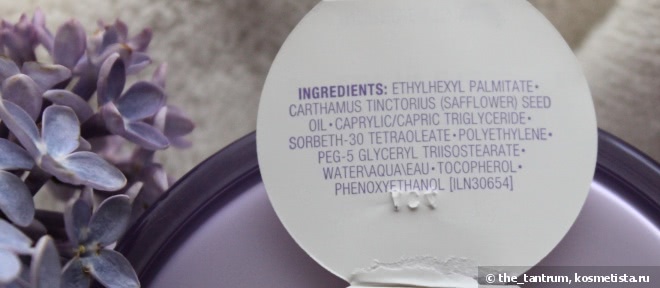 INGREDIENTS: ETHYLHEXYL PALMITATE•
CARTHAMUS TINCTORIUS (SAFFLOWER) SEED
OIL•CAPRYLIC/CAPRIC TRIGLYCERIDE•
SORBETH-30 TETRAOLEATE•POLYETHYLENE•
PEG-5 GLYCERYL TRIISOSTEARATE•
WATER\AQUA\EAU•TOCOPHEROL•
PHENOXYETHANOL [ILN30654]
© the_tantrum, kosmetista.ru